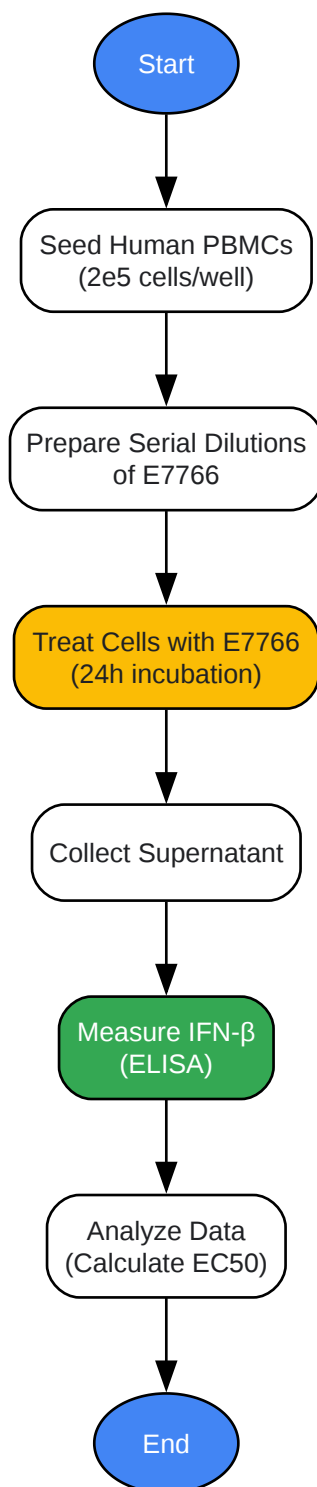 Start
Seed Human PBMCs
(2e5 cells/well)
Prepare Serial Dilutions
of E7766
Treat Cells with E7766
(24h incubation)
Collect Supernatant
Measure IFN-β
(ELISA)
Analyze Data
(Calculate EC50)
End